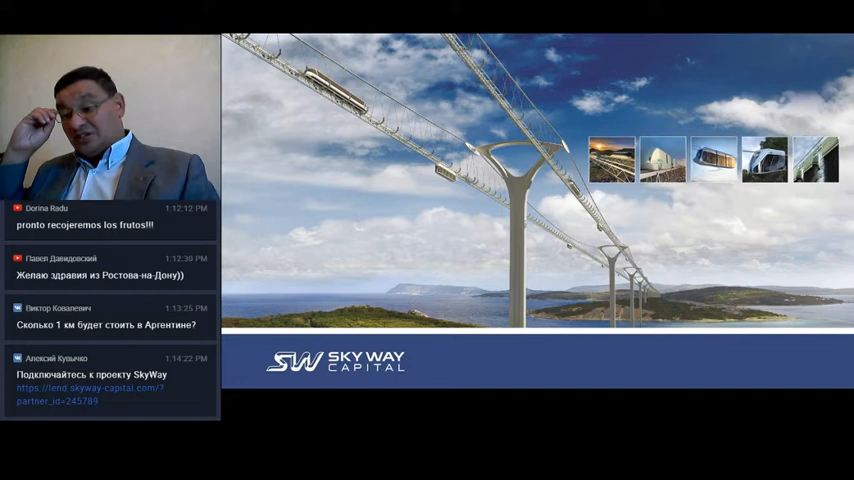 Dorina Radu 1:12:12 PM
pronto recojeremos los frutos!!!
Павел Давидовский 1:12:30 PM
Желаю здравия из Ростова-на-Дону))
Виктор Ковалевич 1:13:25 PM
Сколько 1 км будет стоить в Аргентине?
Алексий Кувычко 1:14:22 PM
Подключайтесь к проекту SkyWay
https://lend.skyway-capital.com/?
partner_id=245789
SW SKY WAY
CAPITAL